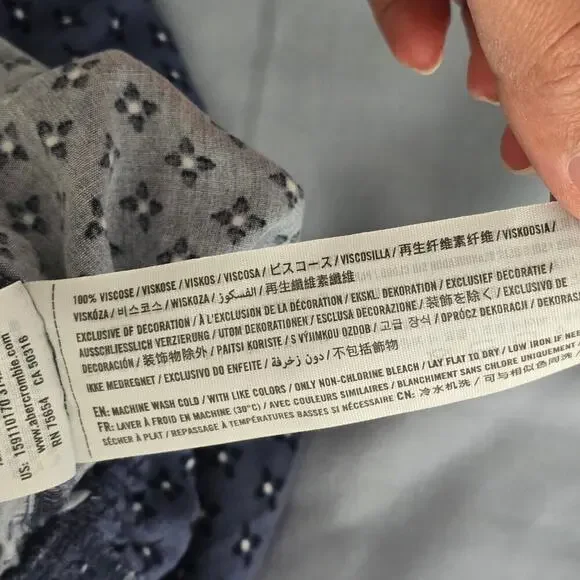 100% VISCOSE / VISKOSE / VISKOS / VISCOSA / ビスコース / VISCOSILLA / 再生纤维素纤维 / VISKOOSIA /
VISKÓZA / 비스코스 / WISKOZA / الفسكوز / 再生纖維素纖維
EXCLUSIVE OF DECORATION / À L'EXCLUSION DE LA DÉCORATION / EKSKL. DEKORATION / EXCLUSIEF DECORATIE /
AUSSCHLIESSLICH VERZIERUNG / UTOM DEKORATIONEN / ESCLUSA DECORAZIONE / 装飾を除く / EXCLUSIVO DE
DECORACIÓN / 装饰物除外 / PAITSI KORISTE / S VÝJIMKOU OZDOB / 고급 장식 / OPRÓCZ DEKORACJI / DEKORASJON
IKKE MEDREGNET / EXCLUSIVO DO ENFEITE / دون زخرفة / 不包括飾物
EN: MACHINE WASH COLD / WITH LIKE COLORS / ONLY NON-CHLORINE BLEACH / LAY FLAT TO DRY / LOW IRON IF
FR: LAVER À FROID EN MACHINE (30°C) / AVEC COULEURS SIMILAIRES / BLANCHIMENT SANS CHLORE UNIQUEMENT /
SÉCHER À PLAT / REPASSAGE À TEMPÉRATURES BASSES SI NÉCESSAIRE CN: 冷水机洗 / 可与相似色同洗
RN 75654 CA 50316
www.abercrombie.com
US: